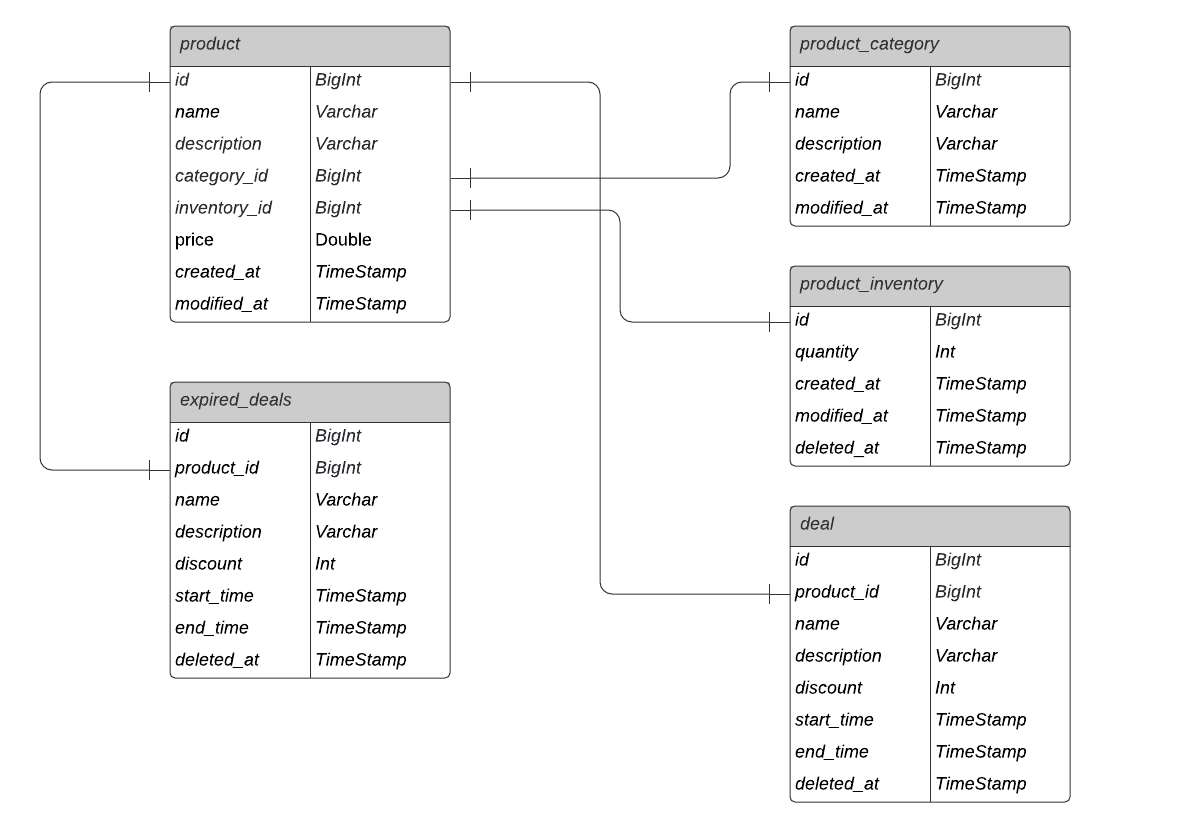 product
id BigInt
name Varchar
description Varchar
category_id BigInt
inventory_id BigInt
price Double
created_at TimeStamp
modified_at TimeStamp
expired_deals
id BigInt
product_id BigInt
name Varchar
description Varchar
discount Int
start_time TimeStamp
end_time TimeStamp
deleted_at TimeStamp
product_category
id BigInt
name Varchar
description Varchar
created_at TimeStamp
modified_at TimeStamp
product_inventory
id BigInt
quantity Int
created_at TimeStamp
modified_at TimeStamp
deleted_at TimeStamp
deal
id BigInt
product_id BigInt
name Varchar
description Varchar
discount Int
start_time TimeStamp
end_time TimeStamp
deleted_at TimeStamp